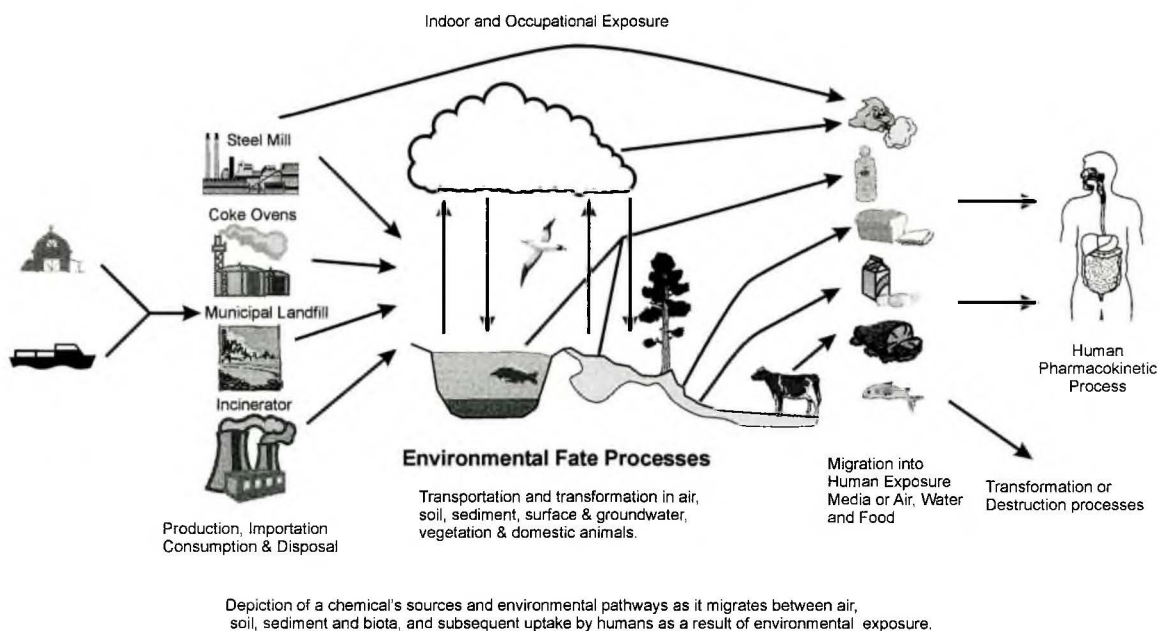 Indoor and Occupational Exposure
Steel Mill
Coke Ovens
Municipal Landfill
Incinerator
Production, Importation
Consumption & Disposal
Environmental Fate Processes
Transportation and transformation in air,
soil, sediment, surface & groundwater,
vegetation & domestic animals.
Migration into
Human Exposure
Media or Air, Water
and Food
Transformation or
Destruction processes
Human
Pharmacokinetic
Process
Depiction of a chemical's sources and environmental pathways as it migrates between air,
soil, sediment and biota, and subsequent uptake by humans as a result of environmental exposure.